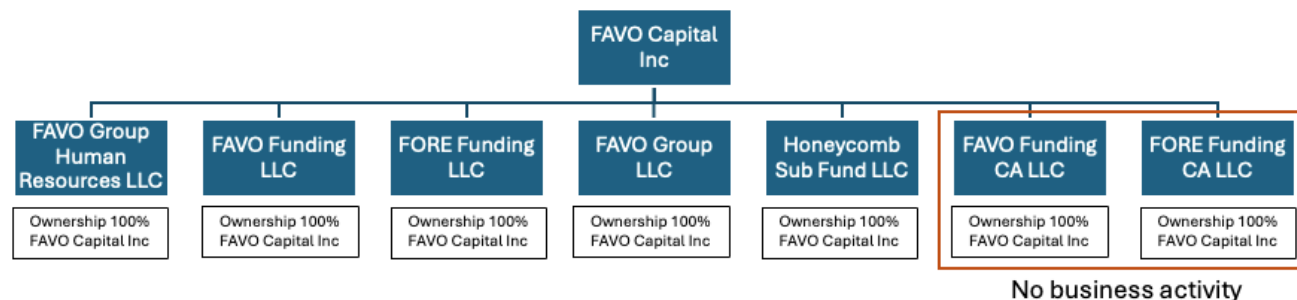 FAVO Capital
Inc
FAVO Group
Human
Resources LLC
Ownership 100%
FAVO Capital Inc
FAVO Funding
LLC
Ownership 100%
FAVO Capital Inc
FORE Funding
LLC
Ownership 100%
FAVO Capital Inc
FAVO Group
LLC
Ownership 100%
FAVO Capital Inc
Honeycomb
Sub Fund LLC
Ownership 100%
FAVO Capital Inc
FAVO Funding
CA LLC
Ownership 100%
FAVO Capital Inc
FORE Funding
CA LLC
Ownership 100%
FAVO Capital Inc
No business activity